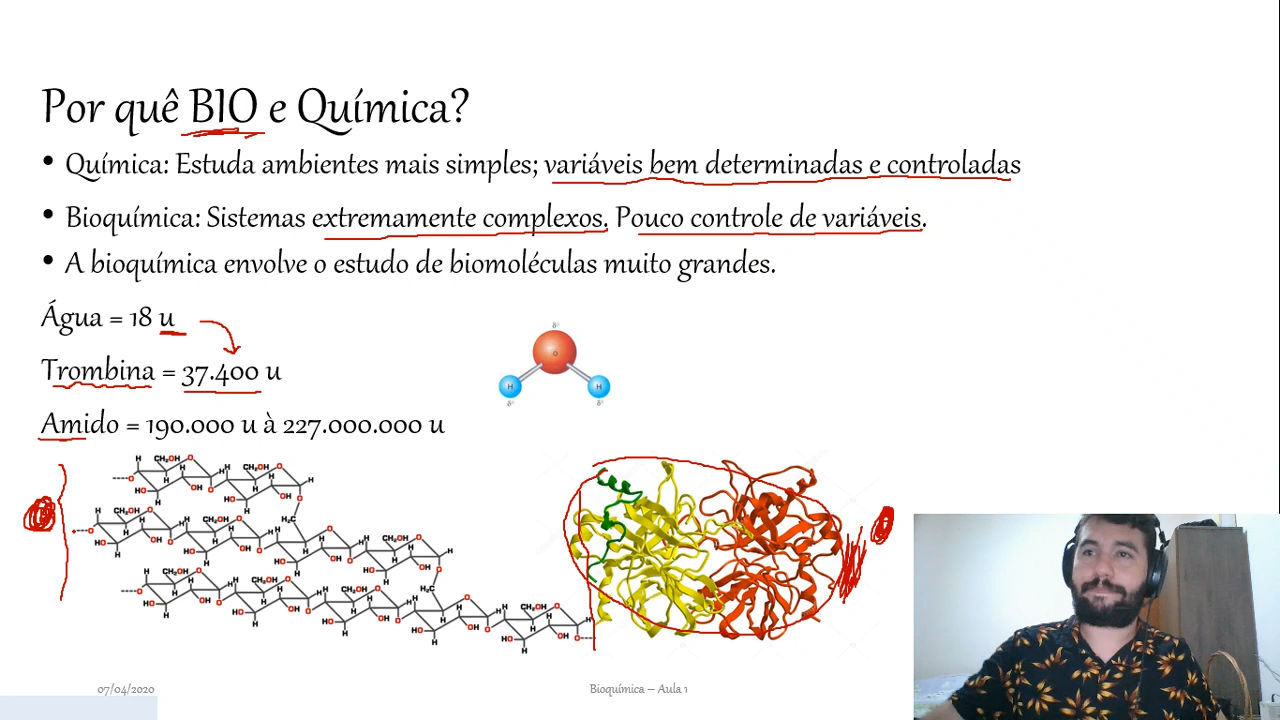 Por quê BIO e Química?
• Química: Estuda ambientes mais simples; variáveis bem determinadas e controladas
• Bioquímica: Sistemas extremamente complexos. Pouco controle de variáveis.
• A bioquímica envolve o estudo de biomoléculas muito grandes.
Água = 18 u
Trombina = 37.400 u
Amido = 190.000 u à 227.000.000 u
07/04/2020
Bioquímica – Aula 1